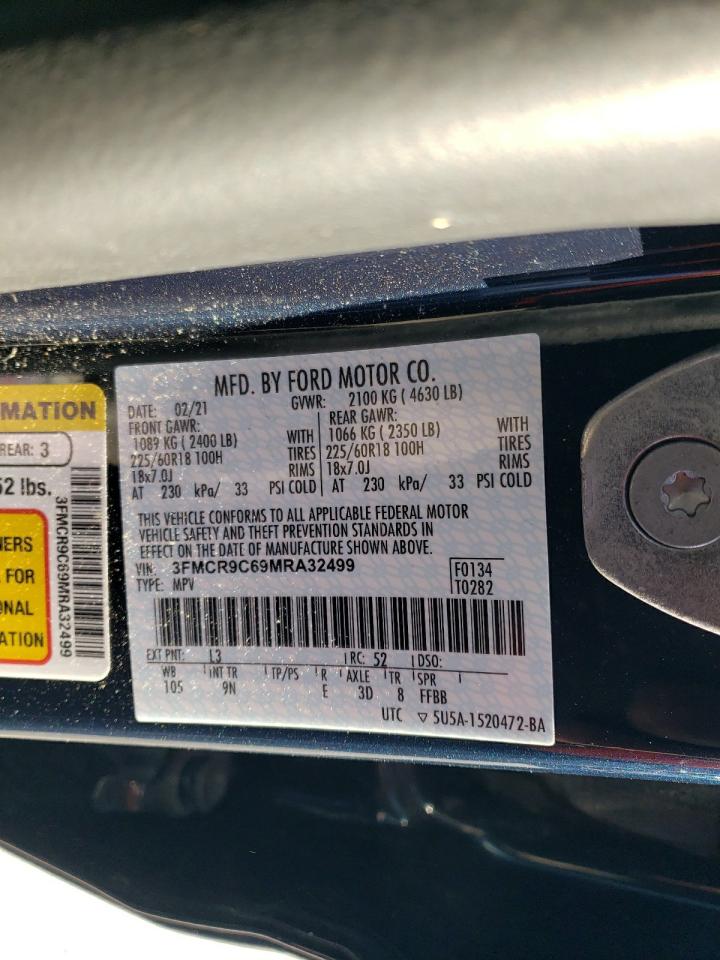 MATION
REAR: 3
52 lbs.
NERS
FOR
ONAL
ATION
3FMCR9C69MRA32499
MFD. BY FORD MOTOR CO.
DATE: 02/21 GVWR: 2100 KG ( 4630 LB)
FRONT GAWR: REAR GAWR:
1089 KG ( 2400 LB) WITH 1066 KG ( 2350 LB) WITH
225/60R18 100H TIRES 225/60R18 100H TIRES
18x7.0J RIMS 18x7.0J RIMS
AT 230 kPa/ 33 PSI COLD AT 230 kPa/ 33 PSI COLD
THIS VEHICLE CONFORMS TO ALL APPLICABLE FEDERAL MOTOR
VEHICLE SAFETY AND THEFT PREVENTION STANDARDS IN
EFFECT ON THE DATE OF MANUFACTURE SHOWN ABOVE.
VIN: 3FMCR9C69MRA32499 F0134
TYPE: MPV T0282
EXT PNT: L3 RC: 52 DSO:
WB INT TR TP/PS R AXLE TR SPR
105 9N E 3D 8 FFBB
UTC ▽ 5U5A-1520472-BA